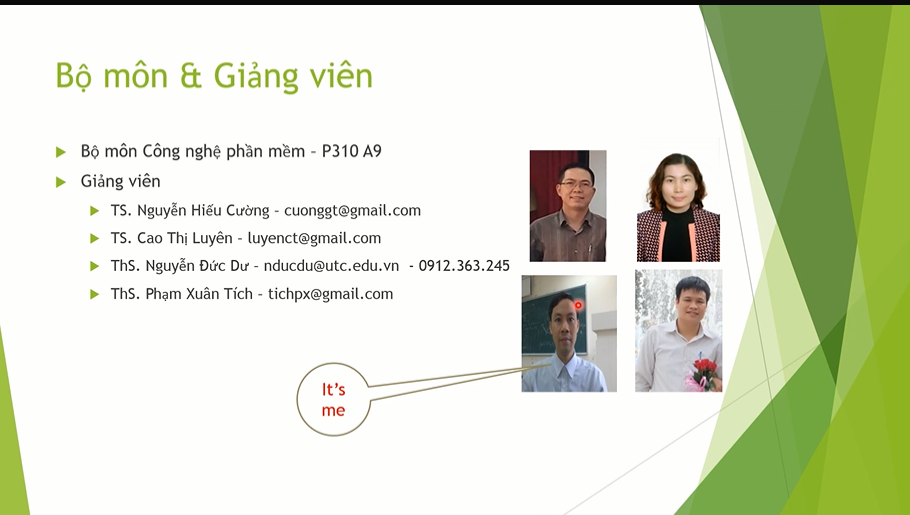 Bộ môn & Giảng viên
Bộ môn Công nghệ phần mềm – P310 A9
Giảng viên
TS. Nguyễn Hiếu Cường – cuonggt@gmail.com
TS. Cao Thị Luyên – luyenct@gmail.com
ThS. Nguyễn Đức Dư – nducdu@utc.edu.vn - 0912.363.245
ThS. Phạm Xuân Tích – tichpx@gmail.com
It’s
me